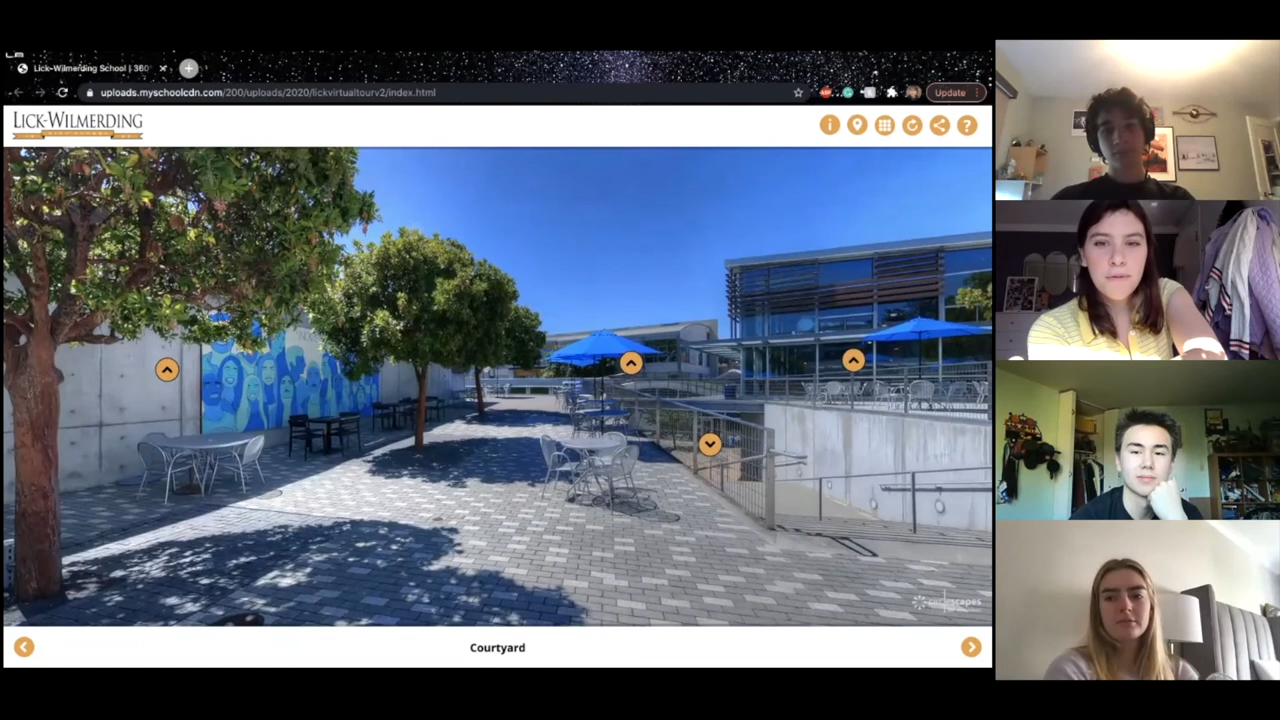 Lick-Wilmerding School | 360°
uploads.myschoolcdn.com/200/uploads/2020/lickvirtualtourv2/index.html
Update
LICK-WILMERDING
Courtyard